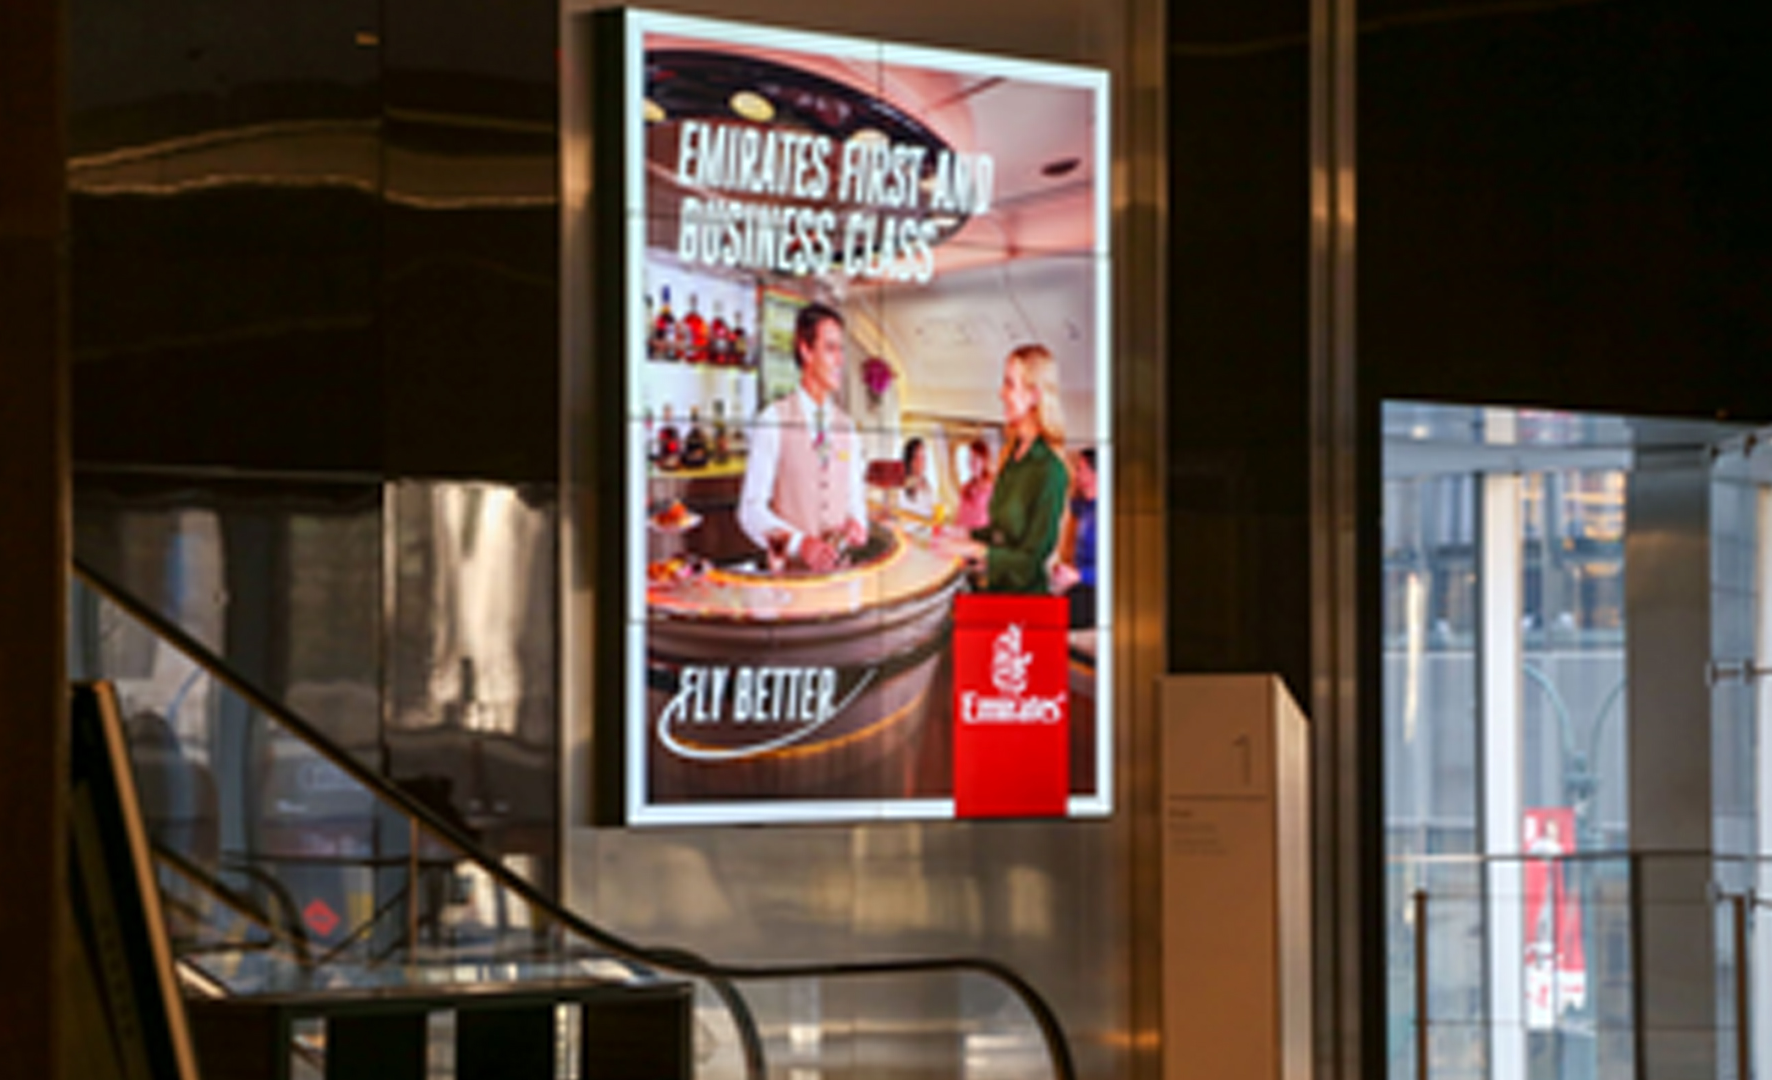 EMIRATES FIRST AND
BUSINESS CLASS
FLY BETTER
Emirates
1